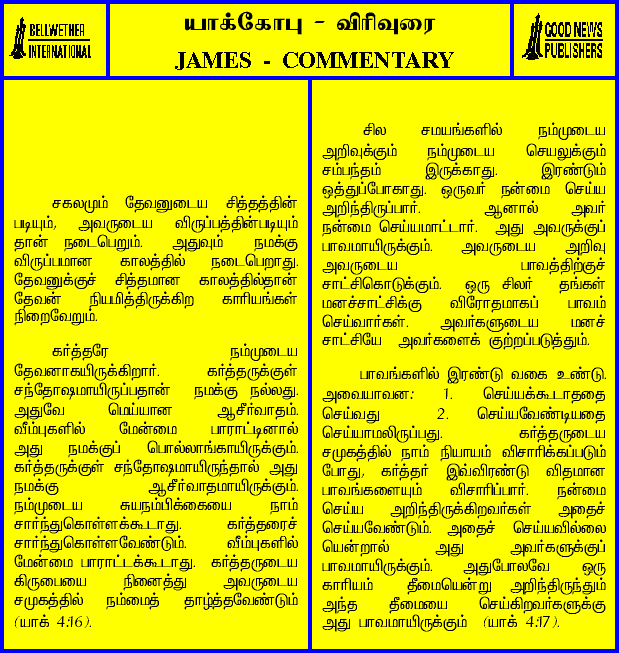 BELLWETHER
INTERNATIONAL
யாக்கோபு - விரிவுரை
JAMES - COMMENTARY
GOOD NEWS
PUBLISHERS
சகலமும் தேவனுடைய சித்தத்தின்
படியும், அவருடைய விருப்பத்தின்படியும்
தான் நடைபெறும். அதுவும் நமக்கு
விருப்பமான காலத்தில் நடைபெறாது.
தேவனுக்குச் சித்தமான காலத்தில்தான்
தேவன் நியமித்திருக்கிற காரியங்கள்
நிறைவேறும்.
கர்த்தரே நம்முடைய
தேவனாகயிருக்கிறார். கர்த்தருக்குள்
சந்தோஷமாயிருப்பதான் நமக்கு நல்லது.
அதுவே மெய்யான ஆசீர்வாதம்.
வீம்புகளில் மேன்மை பாராட்டினால்
அது நமக்குப் பொல்லாங்காயிருக்கும்.
கர்த்தருக்குள் சந்தோஷமாயிருந்தால் அது
நமக்கு ஆசீர்வாதமாயிருக்கும்.
நம்முடைய சுயநம்பிக்கையை நாம்
சார்ந்துகொள்ளக்கூடாது. கர்த்தரைச்
சார்ந்துகொள்ளவேண்டும். வீம்புகளில்
மேன்மை பாராட்டக்கூடாது. கர்த்தருடைய
கிருபையை நினைத்து அவருடைய
சமுகத்தில் நம்மைத் தாழ்த்தவேண்டும்
(யாக் 4:16).
சில சமயங்களில் நம்முடைய
அறிவுக்கும் நம்முடைய செயலுக்கும்
சம்பந்தம் இருக்காது. இரண்டும்
ஒத்துப்போகாது. ஒருவர் நன்மை செய்ய
அறிந்திருப்பார். ஆனால் அவர்
நன்மை செய்யமாட்டார். அது அவருக்குப்
பாவமாயிருக்கும். அவருடைய அறிவு
அவருடைய பாவத்திற்குச்
சாட்சிகொடுக்கும். ஒரு சிலர் தங்கள்
மனச்சாட்சிக்கு விரோதமாகப் பாவம்
செய்வார்கள். அவர்களுடைய மனச்
சாட்சியே அவர்களைக் குற்றப்படுத்தும்.
பாவங்களில் இரண்டு வகை உண்டு.
அவையாவன: 1. செய்யக்கூடாததை
செய்வது 2. செய்யவேண்டியதை
செய்யாமலிருப்பது. கர்த்தருடைய
சமுகத்தில் நாம் நியாயம் விசாரிக்கப்படும்
போது, கர்த்தர் இவ்விரண்டு விதமான
பாவங்களையும் விசாரிப்பார். நன்மை
செய்ய அறிந்திருக்கிறவர்கள் அதைச்
செய்யவேண்டும். அதைச் செய்யவில்லை
யென்றால் அது அவர்களுக்குப்
பாவமாயிருக்கும். அதுபோலவே ஒரு
காரியம் தீமையென்று அறிந்திருந்தும்
அந்த தீமையை செய்கிறவர்களுக்கு
அது பாவமாயிருக்கும் (யாக் 4:17).